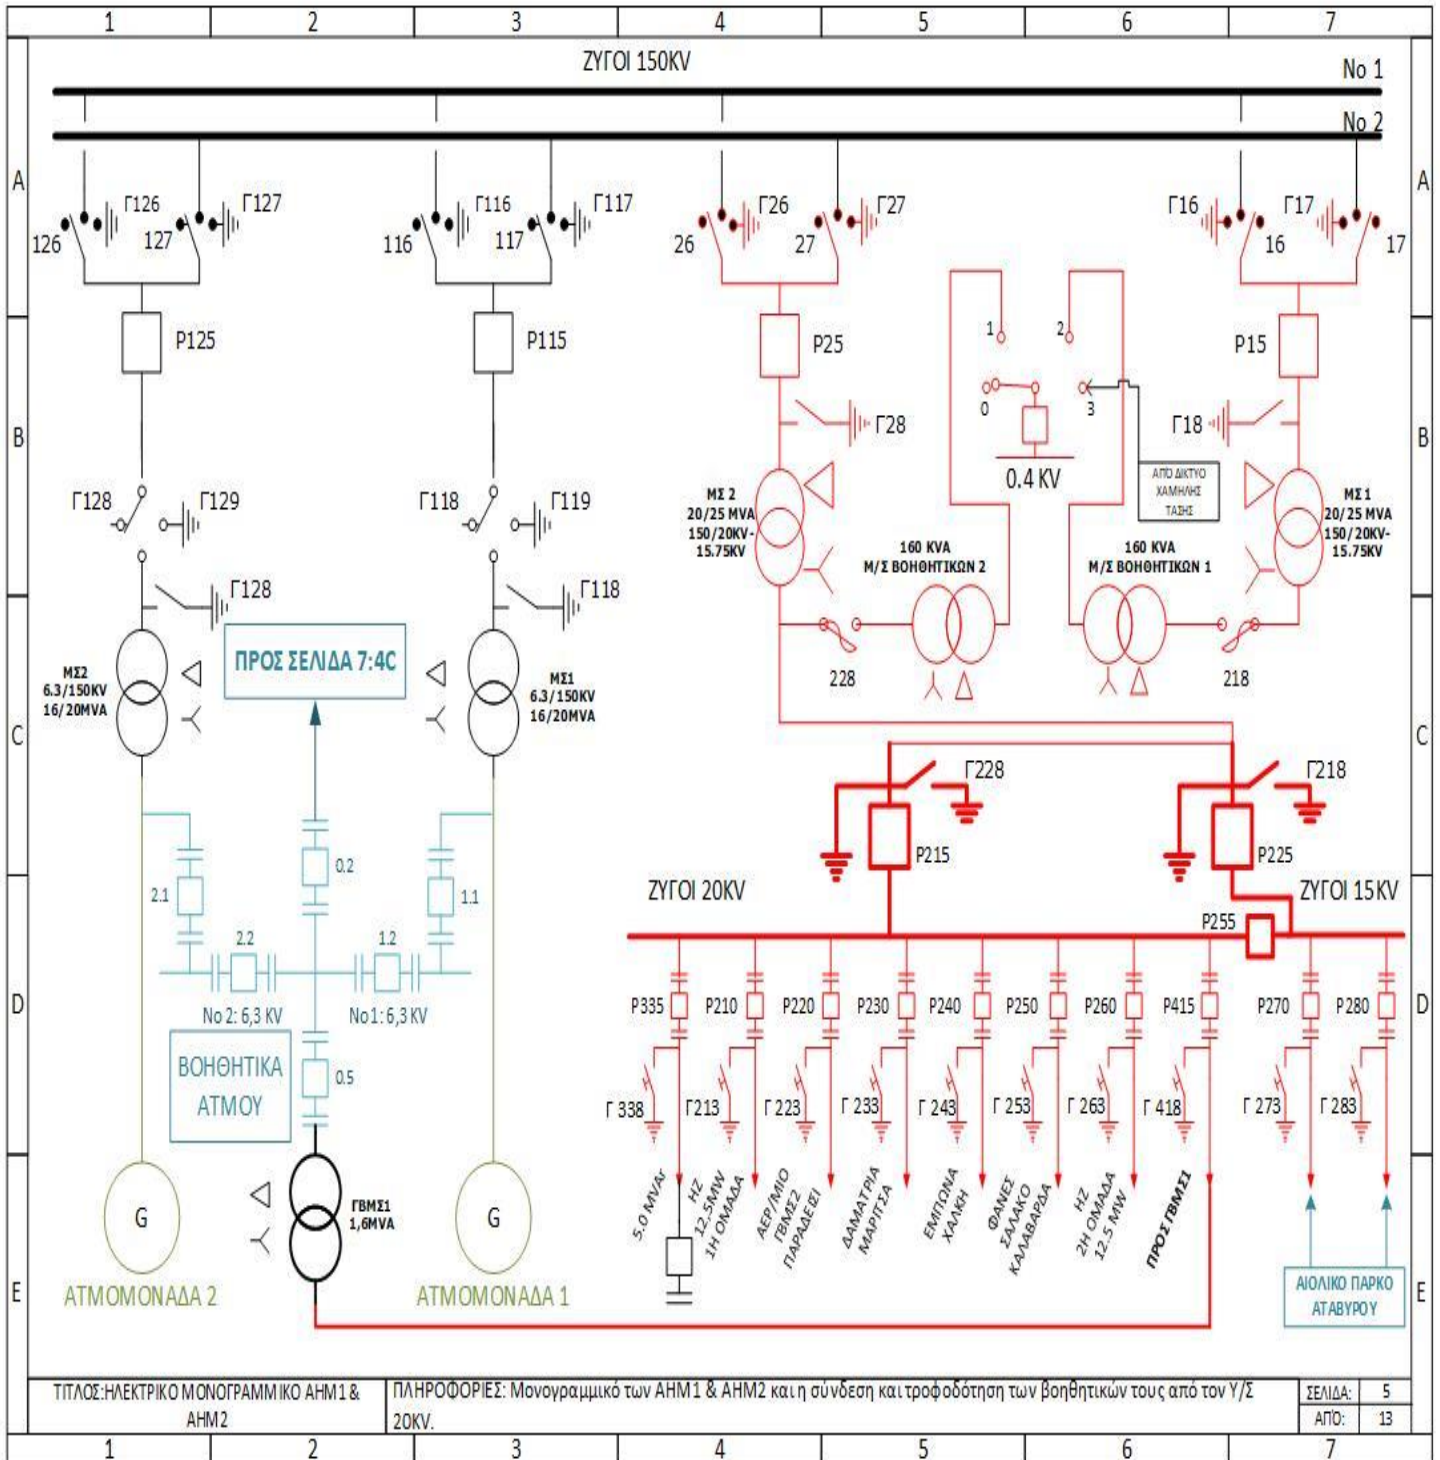 1 2 3 4 5 6 7
ΖΥΓΟΙ 150KV
No 1
No 2
A A
Γ126 Γ127 Γ116 Γ117 Γ26 Γ27 Γ16 Γ17
126 127 116 117 26 27 16 17
P125 P115 P25 P15
1 2
0 3
B B
Γ28 Γ18
0.4 KV
ΑΠΌ ΔΙΚΤΥΟ
ΧΑΜΗΛΗΣ
ΤΑΣΗΣ
Γ128 Γ129 Γ118 Γ119
ΜΣ 2
20/25 MVA
150/20KV-
15.75KV
ΜΣ 1
20/25 MVA
150/20KV-
15.75KV
160 KVA
Μ/Σ ΒΟΗΘΗΤΙΚΩΝ 2
160 KVA
Μ/Σ ΒΟΗΘΗΤΙΚΩΝ 1
Γ128 Γ118
228 218
ΠΡΟΣ ΣΕΛΙΔΑ 7:4C
ΜΣ2
6.3/150KV
16/20MVA
ΜΣ1
6.3/150KV
16/20MVA
C C
Γ228 Γ218
P215 P225
2.1 0.2 1.1
ΖΥΓΟΙ 20KV ΖΥΓΟΙ 15KV
P255
2.2 1.2
No 2: 6,3 KV No 1: 6,3 KV
D D
P335 P210 P220 P230 P240 P250 P260 P415 P270 P280
ΒΟΗΘΗΤΙΚΑ
ΑΤΜΟΥ
0.5
Γ 338 Γ213 Γ 223 Γ 233 Γ 243 Γ 253 Γ 263 Γ 418 Γ 273 Γ 283
5.0 MVAr
ΗΖ
12.5MW
1Η ΟΜΑΔΑ
ΑΕΡ/ΜΙΟ
ΓΒΜΣ2
ΠΑΡΑΔΕΙΣΙ
ΔΑΜΑΤΡΙΑ
ΜΑΡΙΤΣΑ
ΕΜΠΩΝΑ
ΧΑΛΚΗ
ΦΑΝΕΣ
ΣΑΛΑΚΟ
ΚΑΛΑΒΑΡΔΑ
ΗΖ
2Η ΟΜΑΔΑ
12.5 MW
ΠΡΟΣ ΓΒΜΣ1
G G
ΓΒΜΣ1
1,6MVA
ΑΤΜΟΜΟΝΑΔΑ 2 ΑΤΜΟΜΟΝΑΔΑ 1
ΑΙΟΛΙΚΟ ΠΑΡΚΟ
ΑΤΑΒΥΡΟΥ
E E
ΤΙΤΛΟΣ:ΗΛΕΚΤΡΙΚΟ ΜΟΝΟΓΡΑΜΜΙΚΟ ΑΗΜ1 &
ΑΗΜ2
ΠΛΗΡΟΦΟΡΙΕΣ: Μονογραμμικό των ΑΗΜ1 & ΑΗΜ2 και η σύνδεση και τροφοδότηση των βοηθητικών τους από τον Υ/Σ
20KV.
ΣΕΛΙΔΑ: 5
ΑΠΌ: 13
1 2 3 4 5 6 7